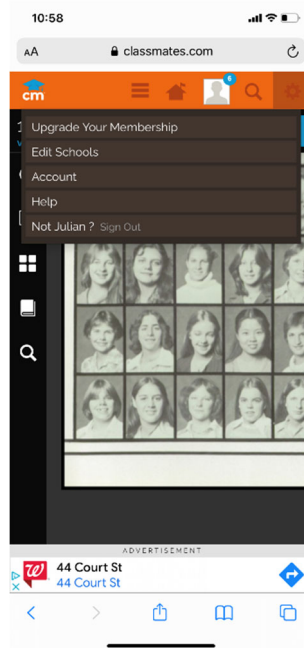 10:58
AA classmates.com
cm
6
Upgrade Your Membership
Edit Schools
Account
Help
Not Julian ? Sign Out
ADVERTISEMENT
44 Court St
44 Court St